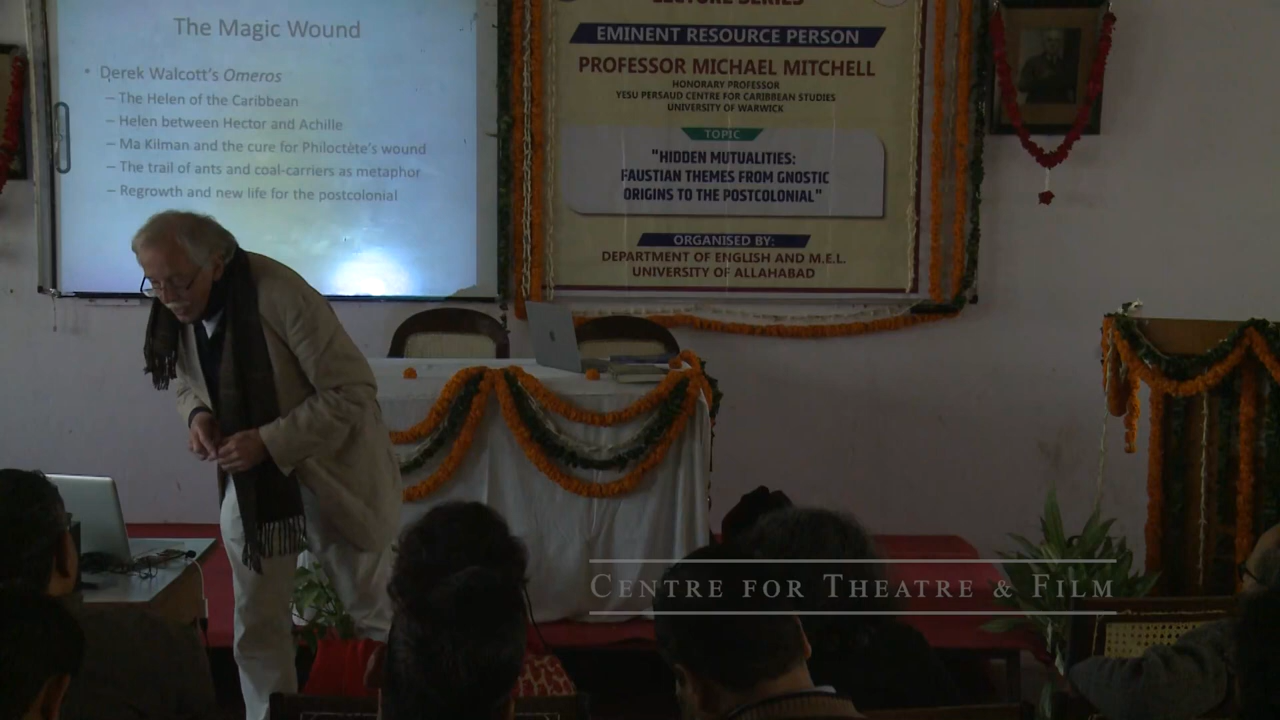 The Magic Wound
• Derek Walcott's Omeros
– The Helen of the Caribbean
– Helen between Hector and Achille
– Ma Kilman and the cure for Philoctète's wound
– The trail of ants and coal-carriers as metaphor
– Regrowth and new life for the postcolonial
LECTURE SERIES
EMINENT RESOURCE PERSON
PROFESSOR MICHAEL MITCHELL
HONORARY PROFESSOR
YESU PERSAUD CENTRE FOR CARIBBEAN STUDIES
UNIVERSITY OF WARWICK
TOPIC
"HIDDEN MUTUALITIES:
FAUSTIAN THEMES FROM GNOSTIC
ORIGINS TO THE POSTCOLONIAL"
ORGANISED BY:
DEPARTMENT OF ENGLISH AND M.E.L.
UNIVERSITY OF ALLAHABAD
CENTRE FOR THEATRE & FILM